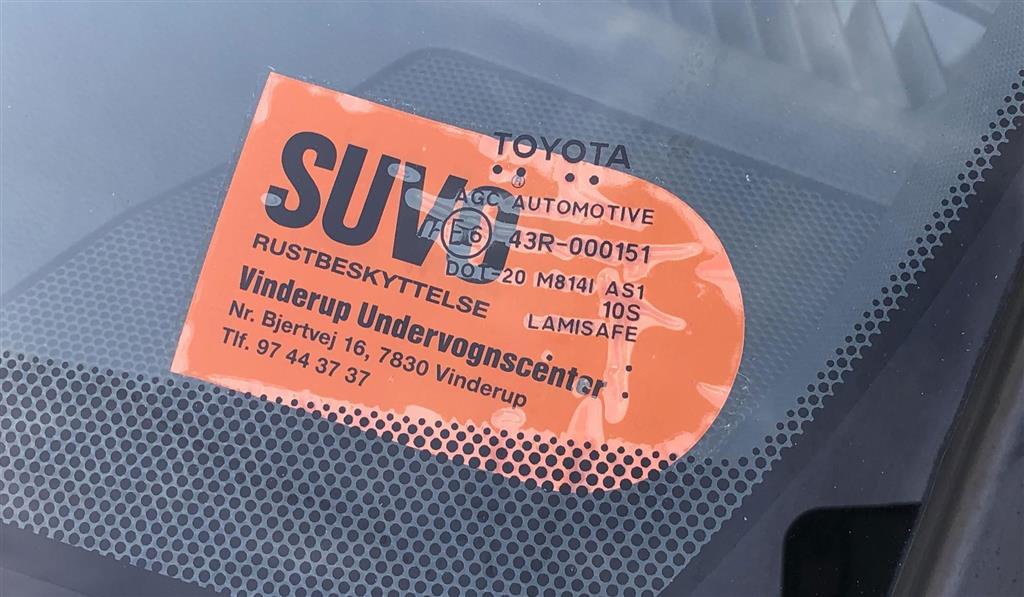 SUVO
RUSTBESKYTTELSE
Vinderup Undervognscenter
Nr. Bjertvej 16, 7830 Vinderup
Tlf. 97 44 37 37
TOYOTA
AGC AUTOMOTIVE
E6 43R-000151
DOT-20 M814I AS1
10S
LAMISAFE